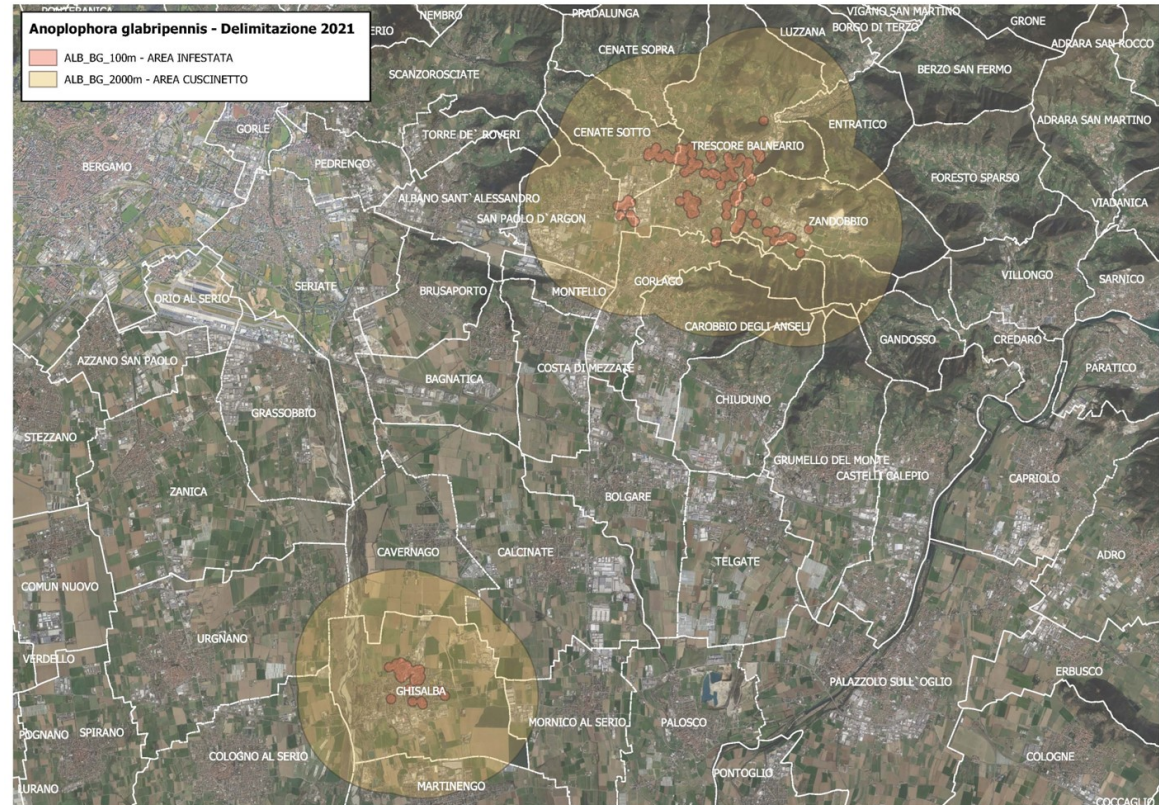 Anoplophora glabripennis - Delimitazione 2021
ALB_BG_100m - AREA INFESTATA
ALB_BG_2000m - AREA CUSCINETTO
NEMBRO
PRADALUNGA
VIGANO SAN MARTINO
LUZZANA
BORGO DI TERZO
GRONE
CENATE SOPRA
ADRARA SAN ROCCO
SCANZOROSCIATE
BERZO SAN FERMO
GORLE
TORRE DE` ROVERI
CENATE SOTTO
ENTRATICO
ADRARA SAN MARTINO
BERGAMO
PEDRENGO
TRESCORE BALNEARIO
FORESTO SPARSO
ALBANO SANT`ALESSANDRO
VIADANICA
SAN PAOLO D`ARGON
ZANDOBBIO
VILLONGO
SARNICO
SERIATE
BRUSAPORTO
MONTELLO
GORLAGO
ORIO AL SERIO
CAROBBIO DEGLI ANGELI
GANDOSSO
CREDARO
AZZANO SAN PAOLO
COSTA DI MEZZATE
PARATICO
BAGNATICA
CHIUDUNO
GRASSOBBIO
STEZZANO
GRUMELLO DEL MONTE
CASTELLI CALEPIO
CAPRIOLO
ZANICA
BOLGARE
CAVERNAGO
CALCINATE
TELGATE
ADRO
COMUN NUOVO
URGNANO
VERDELLO
ERBUSCO
PALAZZOLO SULL`OGLIO
GHISALBA
MORNICO AL SERIO
PALOSCO
POGNANO
SPIRANO
COLOGNO AL SERIO
COLOGNE
PONTOGLIO
MARTINENGO
LURANO
COCCAGLIO